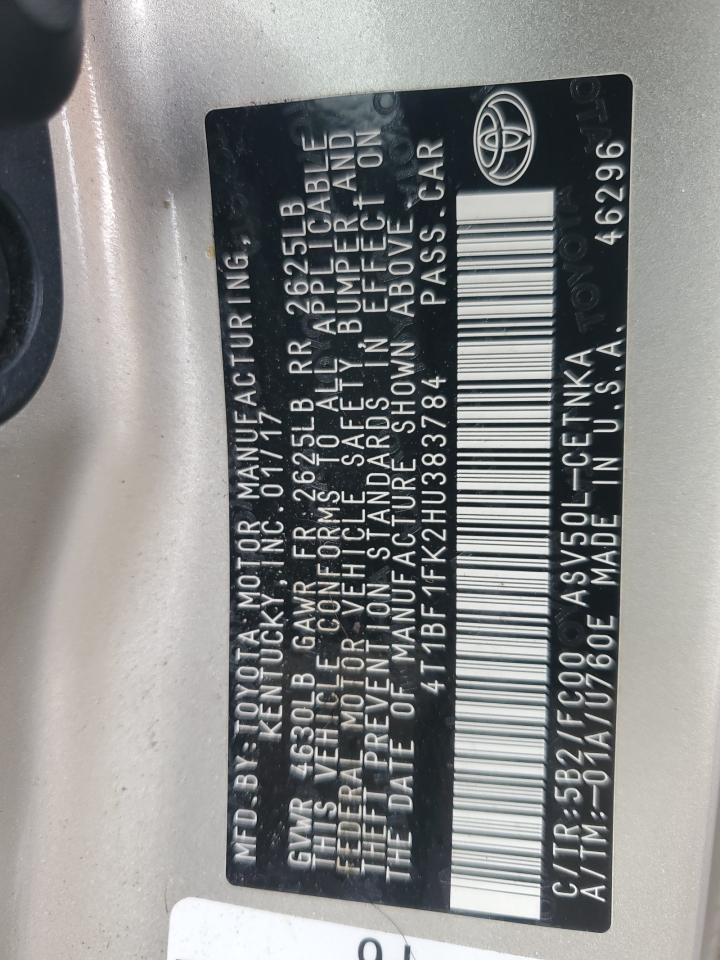 MFD.BY:TOYOTA MOTOR MANUFACTURING,
KENTUCKY,INC.01/17
GVWR 4630LB GAWR FR 2625LB RR 2625LB
THIS VEHICLE CONFORMS TO ALL APPLICABLE
FEDERAL MOTOR VEHICLE SAFETY, BUMPER,AND
THEFT PREVENTION STANDARDS IN EFFECT ON
THE DATE OF MANUFACTURE SHOWN ABOVE.
4T1BF1FK2HU383784 PASS.CAR
C/TR:5B2/FC00 ASV50L-CETNKA
A/TM:-01A/U760E MADE IN U.S.A. 46296